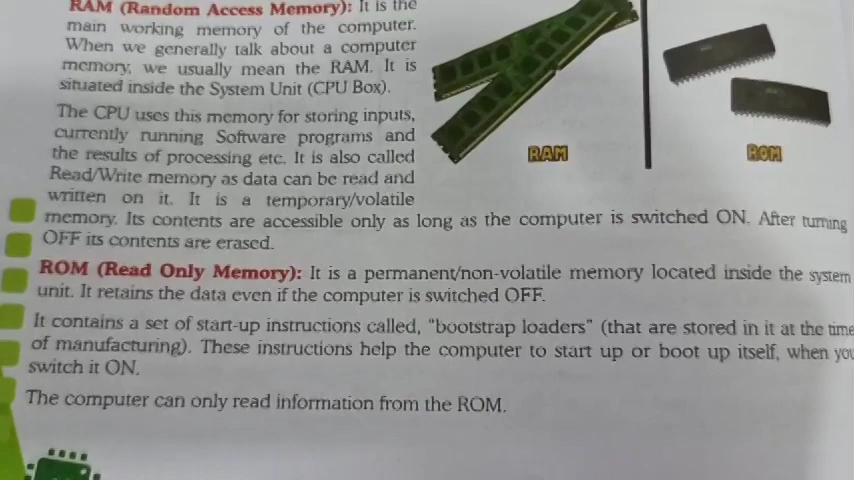 RAM (Random Access Memory): It is the
main working memory of the computer.
When we generally talk about a computer
memory, we usually mean the RAM. It is
situated inside the System Unit (CPU Box).
The CPU uses this memory for storing inputs,
currently running Software programs and
the results of processing etc. It is also called
Read/Write memory as data can be read and
written on it. It is a temporary/volatile
memory. Its contents are accessible only as long as the computer is switched ON. After turning
OFF its contents are erased.
RAM
ROM
ROM (Read Only Memory): It is a permanent/non-volatile memory located inside the system
unit. It retains the data even if the computer is switched OFF.
It contains a set of start-up instructions called, "bootstrap loaders" (that are stored in it at the time
of manufacturing). These instructions help the computer to start up or boot up itself, when you
switch it ON.
The computer can only read information from the ROM.